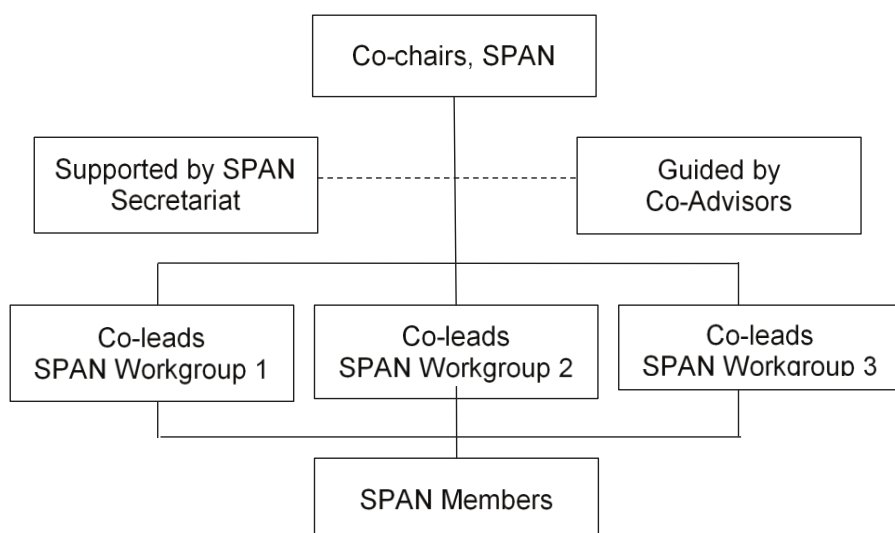 Co-chairs, SPAN
Supported by SPAN
Secretariat
Guided by
Co-Advisors
Co-leads
SPAN Workgroup 1
Co-leads
SPAN Workgroup 2
Co-leads
SPAN Workgroup 3
SPAN Members